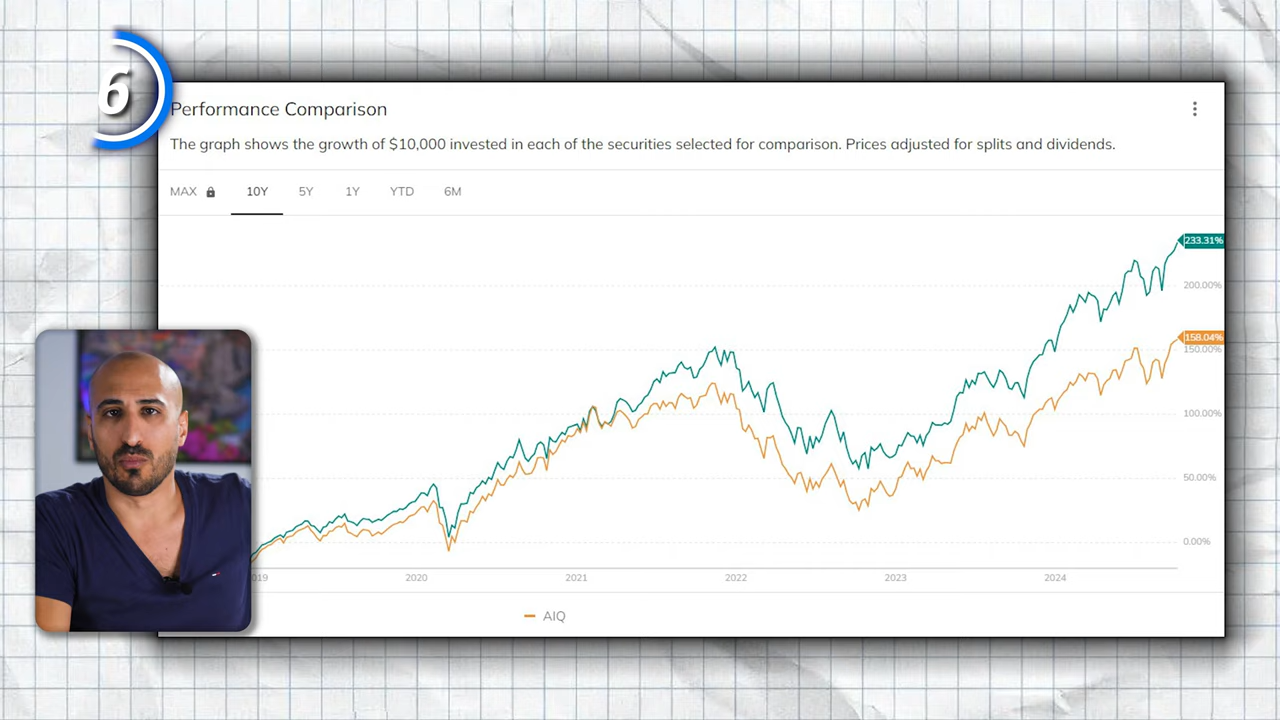 6
Performance Comparison
The graph shows the growth of $10,000 invested in each of the securities selected for comparison. Prices adjusted for splits and dividends.
MAX 10Y 5Y 1Y YTD 6M
233.31%
200.00%
158.04%
150.00%
100.00%
50.00%
0.00%
019 2020 2021 2022 2023 2024
AIQ